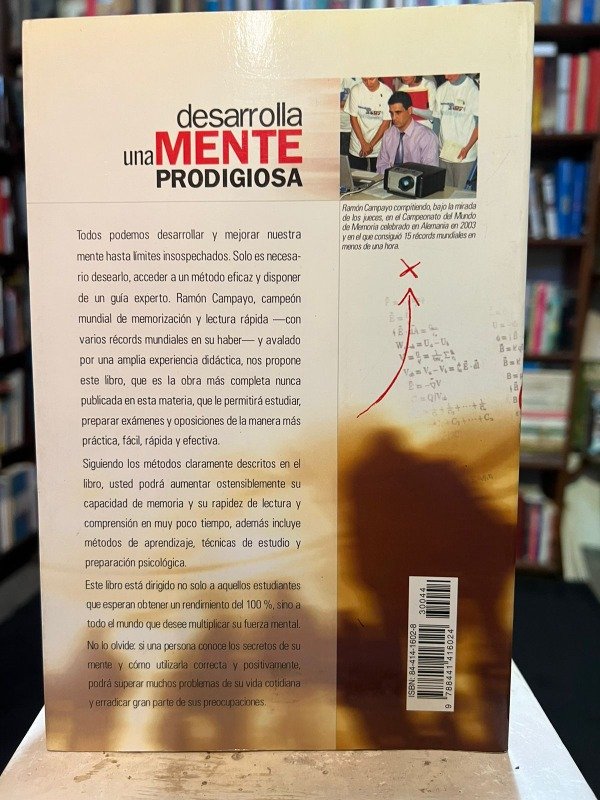 desarrolla
una MENTE
PRODIGIOSA
Ramón Campayo compitiendo, bajo la mirada
de los jueces, en el Campeonato del Mundo
de Memoria celebrado en Alemania en 2003
y en el que consiguió 15 récords mundiales en
menos de una hora.
Todos podemos desarrollar y mejorar nuestra
mente hasta límites insospechados. Solo es necesa-
rio desearlo, acceder a un método eficaz y disponer
de un guía experto. Ramón Campayo, campeón
mundial de memorización y lectura rápida —con
varios récords mundiales en su haber— y avalado
por una amplia experiencia didáctica, nos propone
este libro, que es la obra más completa nunca
publicada en esta materia, que le permitirá estudiar,
preparar exámenes y oposiciones de la manera más
práctica, fácil, rápida y efectiva.
Siguiendo los métodos claramente descritos en el
libro, usted podrá aumentar ostensiblemente su
capacidad de memoria y su rapidez de lectura y
comprensión en muy poco tiempo, además incluye
métodos de aprendizaje, técnicas de estudio y
preparación psicológica.
Este libro está dirigido no solo a aquellos estudiantes
que esperan obtener un rendimiento del 100 %, sino a
todo el mundo que desee multiplicar su fuerza mental.
No lo olvide: si una persona conoce los secretos de su
mente y cómo utilizarla correcta y positivamente,
podrá superar muchos problemas de su vida cotidiana
y erradicar gran parte de sus preocupaciones.
ISBN: 84-414-1602-8
30044
9 788441 416024